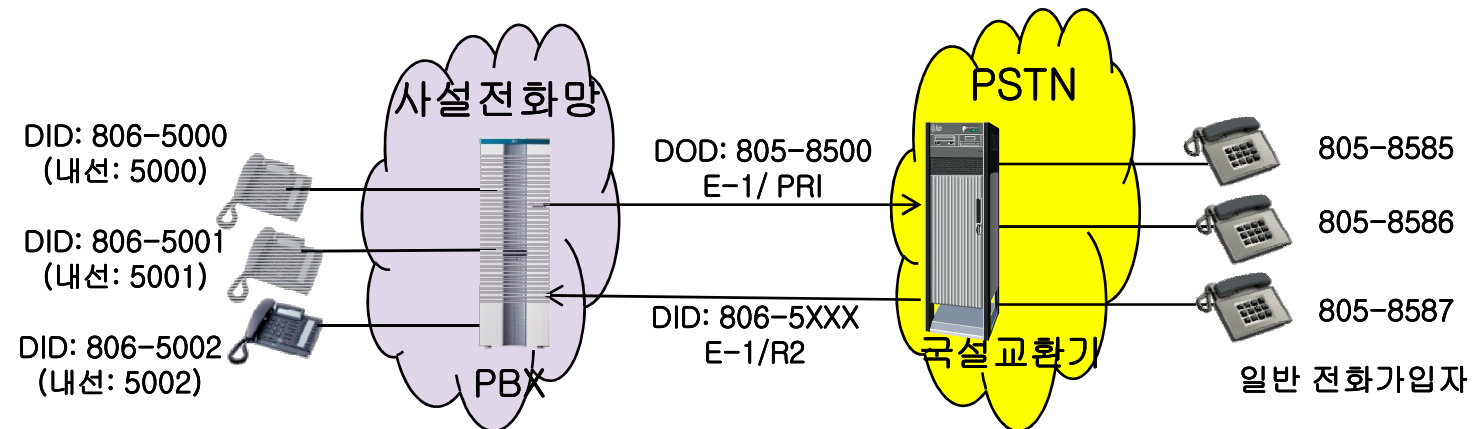 사설전화망
PSTN
DID: 806-5000
(내선: 5000)
DID: 806-5001
(내선: 5001)
DID: 806-5002
(내선: 5002)
PBX
DOD: 805-8500
E-1/ PRI
DID: 806-5XXX
E-1/R2
국설교환기
805-8585
805-8586
805-8587
일반 전화가입자